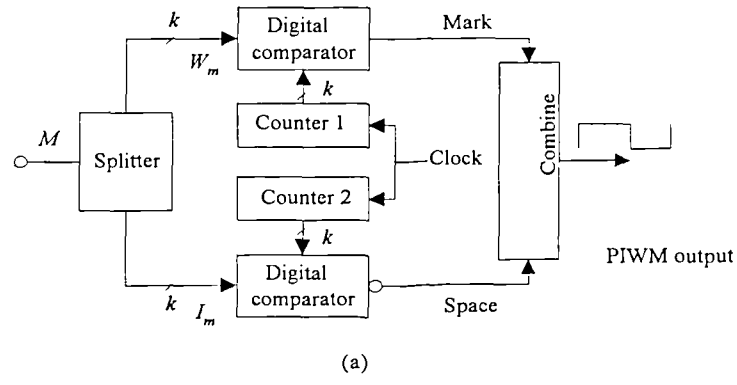 k
Digital
comparator
Mark
W_m
k
M
Splitter
Counter 1
Clock
Combine
Counter 2
k
Digital
comparator
PIWM output
k
I_m
Space
(a)